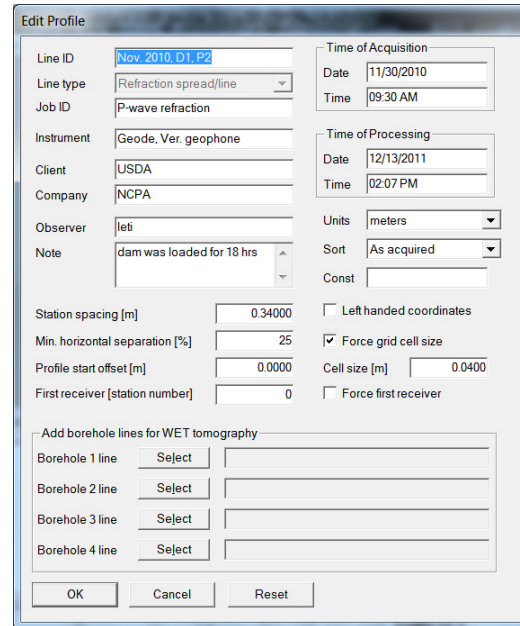 Edit Profile
Line ID Nov. 2010, D1, P2
Line type Refraction spread/line
Job ID P-wave refraction
Instrument Geode, Ver. geophone
Client USDA
Company NCPA
Observer leti
Note dam was loaded for 18 hrs
Time of Acquisition
Date 11/30/2010
Time 09:30 AM
Time of Processing
Date 12/13/2011
Time 02:07 PM
Units meters
Sort As acquired
Const
Station spacing [m] 0.34000
Min. horizontal separation [%] 25
Profile start offset [m] 0.0000
First receiver [station number] 0
Left handed coordinates
Force grid cell size
Cell size [m] 0.0400
Force first receiver
Add borehole lines for WET tomography
Borehole 1 line Select
Borehole 2 line Select
Borehole 3 line Select
Borehole 4 line Select
OK Cancel Reset